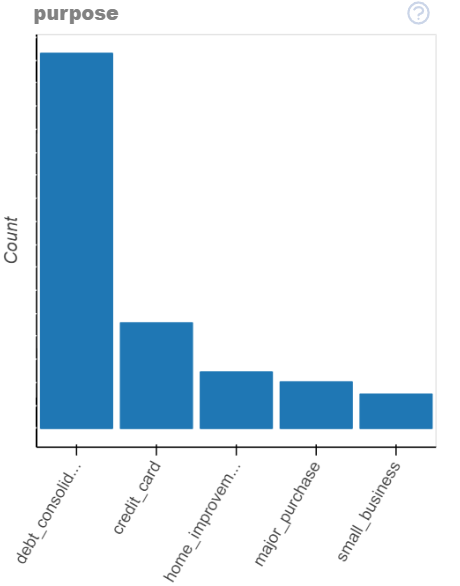 purpose
?
Count
debt_consolid...
credit_card
home_improvem...
major_purchase
small_business